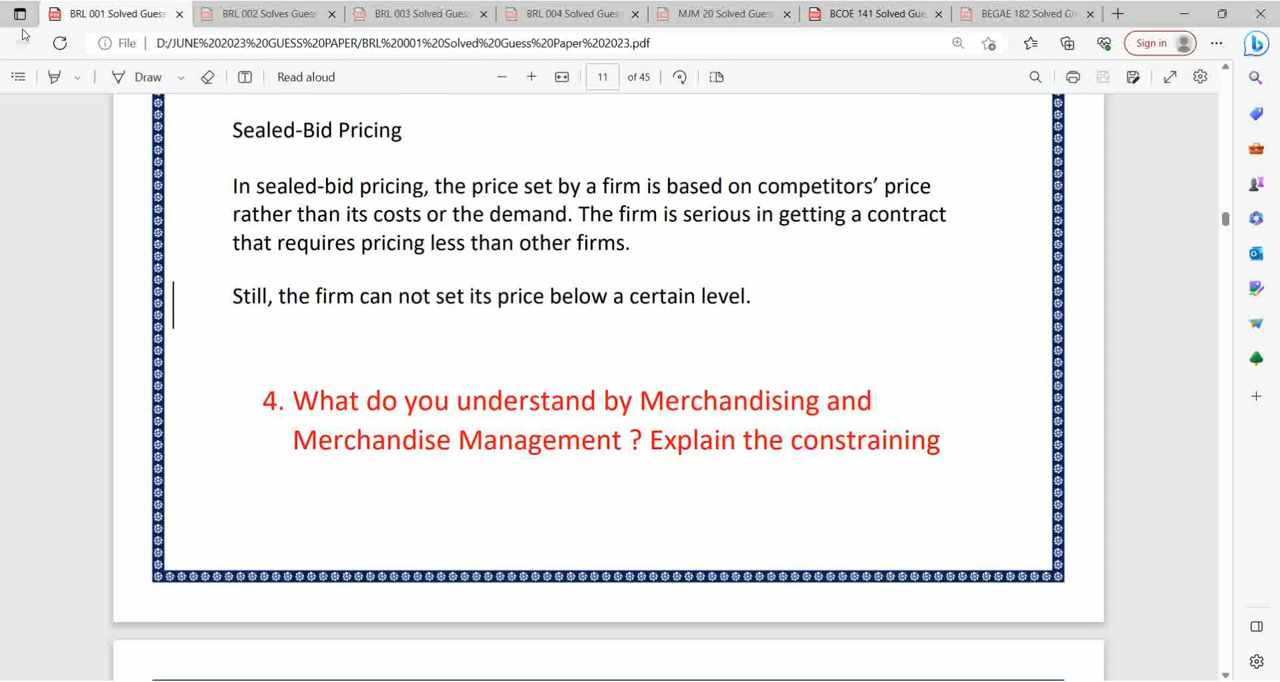 BRL 001 Solved Gues
BRL 002 Solves Guess
BRL 003 Solved Gues
BRL 004 Solved Gues
MJM 20 Solved Guess
BCOE 141 Solved Gu
BEGAE 182 Solved G
File
D:/JUNE%202023%20GUESS%20PAPER/BRL%20001%20Solved%20Guess%20Paper%202023.pdf
Sign in
Draw
Read aloud
11 of 45
Sealed-Bid Pricing
In sealed-bid pricing, the price set by a firm is based on competitors’ price
rather than its costs or the demand. The firm is serious in getting a contract
that requires pricing less than other firms.
Still, the firm can not set its price below a certain level.
4. What do you understand by Merchandising and
Merchandise Management ? Explain the constraining